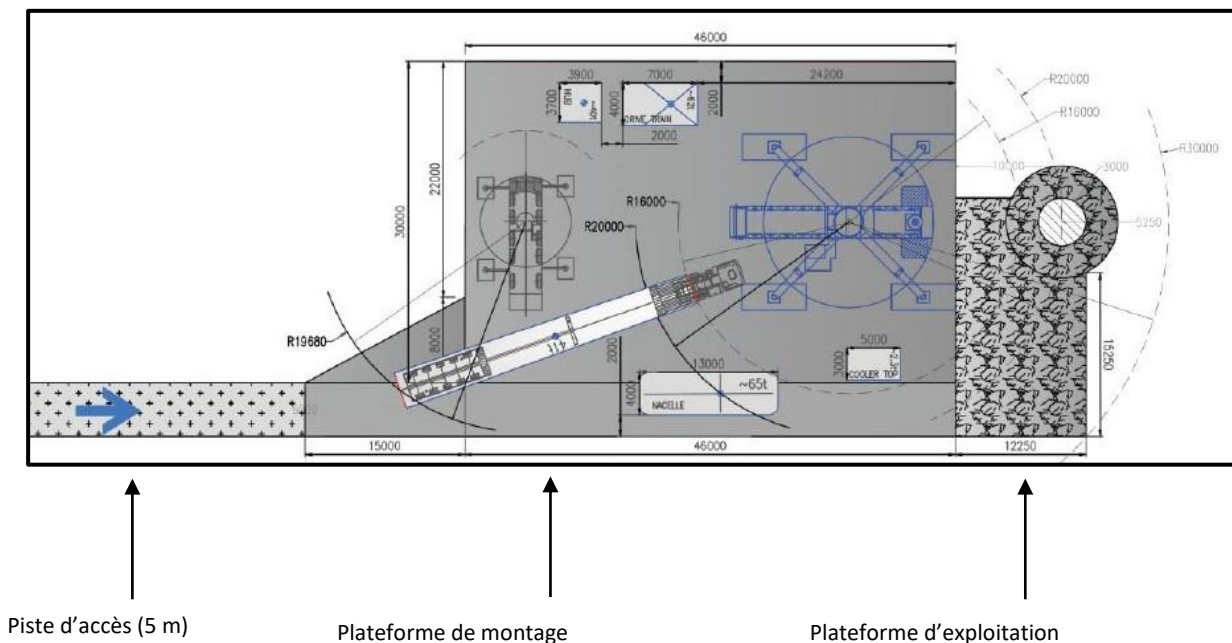 46000
R20000
R16000
R30000
3900
7000
24200
3700
HUB
4000
~62t
DRIVE TRAIN
2000
2000
10000
3000
22000
30000
R16000
R20000
5250
8000
R19680
41t
2000
13000
~65t
4000
NACELLE
5000
3000
COOLER TOP
15250
15000
46000
12250
Piste d'accès (5 m)
Plateforme de montage
Plateforme d'exploitation